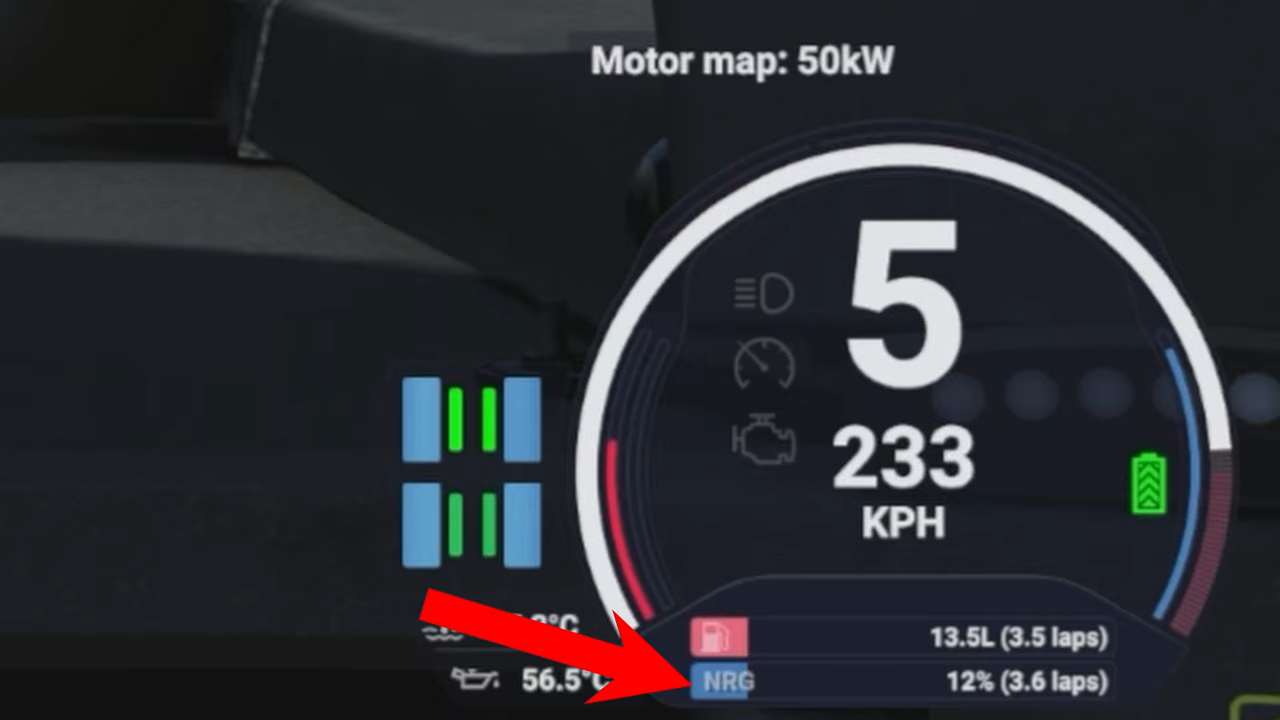 Motor map: 50kW
5
233
KPH
13.5L (3.5 laps)
56.5°C
NRG
12% (3.6 laps)